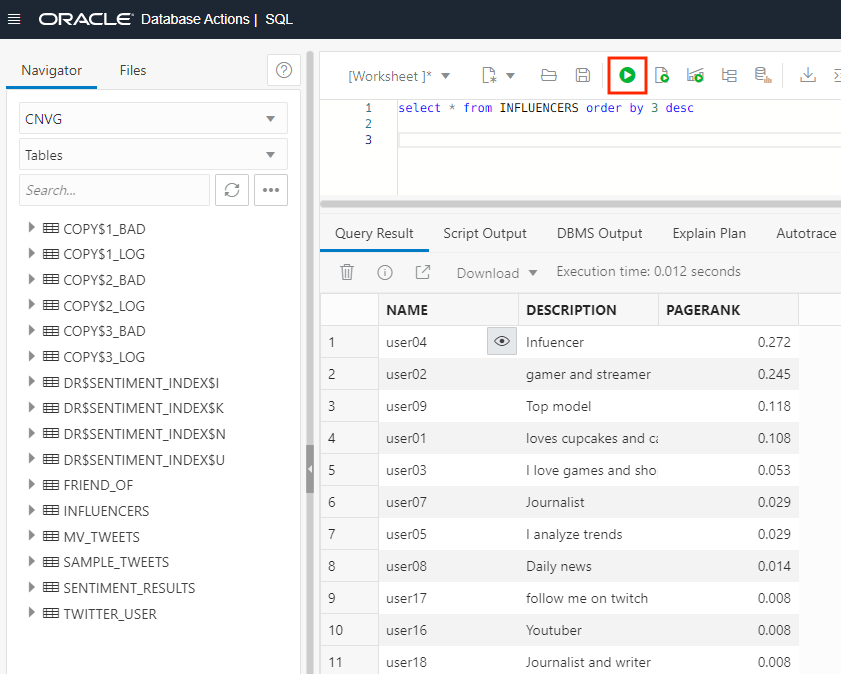 ORACLE® Database Actions | SQL
Navigator Files
CNVG
Tables
Search...
COPY$1_BAD
COPY$1_LOG
COPY$2_BAD
COPY$2_LOG
COPY$3_BAD
COPY$3_LOG
DR$SENTIMENT_INDEX$I
DR$SENTIMENT_INDEX$K
DR$SENTIMENT_INDEX$N
DR$SENTIMENT_INDEX$U
FRIEND_OF
INFLUENCERS
MV_TWEETS
SAMPLE_TWEETS
SENTIMENT_RESULTS
TWITTER_USER
[Worksheet ]*
1 select * from INFLUENCERS order by 3 desc
2
3
Query Result Script Output DBMS Output Explain Plan Autotrace
Download Execution time: 0.012 seconds
NAME DESCRIPTION PAGERANK
1 user04 Infuencer 0.272
2 user02 gamer and streamer 0.245
3 user09 Top model 0.118
4 user01 loves cupcakes and ca 0.108
5 user03 I love games and sho 0.053
6 user07 Journalist 0.029
7 user05 I analyze trends 0.029
8 user08 Daily news 0.014
9 user17 follow me on twitch 0.008
10 user16 Youtuber 0.008
11 user18 Journalist and writer 0.008